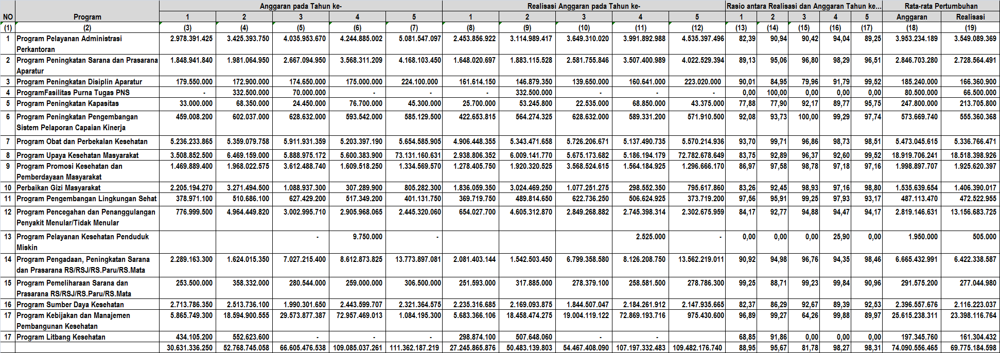 NO Program Anggaran pada Tahun ke- Realisasi Anggaran pada Tahun ke- Rasio antara Realisasi dan Anggaran Tahun ke... Rata-rata Pertumbuhan
1 2 3 4 5 1 2 3 4 5 1 2 3 4 5 Anggaran Realisasi
(1) (2) (3) (4) (5) (6) (7) (8) (9) (10) (11) (12) (13) (14) (15) (16) (17) (18) (19)
1 Program Pelayanan Administrasi 2.978.391.425 3.425.393.750 4.035.953.670 4.244.885.002 5.081.547.097 2.453.856.922 3.114.989.417 3.649.310.020 3.991.892.988 4.535.397.496 82,39 90,94 90,42 94,04 89,25 3.953.234.189 3.549.089.369
Perkantoran
2 Program Peningkatan Sarana dan Prasarana 1.848.941.840 1.981.064.950 2.667.094.950 3.568.311.209 4.168.103.450 1.648.020.697 1.883.115.528 2.581.755.846 3.507.400.989 4.022.529.394 89,13 95,06 96,80 98,29 96,51 2.846.703.280 2.728.564.491
Aparatur
3 Program Peningkatan Disiplin Aparatur 179.550.000 172.900.000 174.650.000 175.000.000 224.100.000 161.614.150 146.879.350 139.650.000 160.641.000 223.020.000 90,01 84,95 79,96 91,79 99,52 185.240.000 166.360.900
4 ProgramFasilitas Purna Tugas PNS - 332.500.000 70.000.000 - - - 332.500.000 - - - 0,00 100,00 0,00 0,00 0,00 80.500.000 66.500.000
5 Program Peningkatan Kapasitas 33.000.000 68.350.000 24.450.000 76.700.000 45.300.000 25.700.000 53.245.800 22.535.000 68.850.000 43.375.000 77,88 77,90 92,17 89,77 95,75 247.800.000 213.705.800
6 Program Peningkatan Pengembangan 459.008.200 602.037.000 628.632.000 593.542.000 585.129.500 422.653.815 564.274.325 628.632.000 589.331.200 571.910.500 92,08 93,73 100,00 99,29 97,74 573.669.740 555.360.368
Sistem Pelaporan Capaian Kinerja
7 Program Obat dan Perbekalan Kesehatan 5.236.233.865 5.359.079.758 5.911.931.359 5.203.397.190 5.654.585.905 4.906.448.355 5.343.471.658 5.726.206.671 5.137.490.735 5.570.214.936 93,70 99,71 96,86 98,73 98,51 5.473.045.615 5.336.766.471
8 Program Upaya Kesehatan Masyarakat 3.508.852.500 6.469.159.000 5.888.975.172 5.600.383.900 73.131.160.631 2.938.806.352 6.009.141.770 5.675.173.682 5.186.194.179 72.782.678.649 83,75 92,89 96,37 92,60 99,52 18.919.706.241 18.518.398.926
9 Program Promosi Kesehatan dan 1.469.889.400 1.968.022.575 3.612.488.740 1.609.518.250 1.334.569.570 1.278.405.750 1.920.320.525 3.568.524.615 1.564.184.925 1.296.666.170 86,97 97,58 98,78 97,18 97,16 1.998.897.707 1.925.620.397
Pemberdayaan Masyarakat
10 Perbaikan Gizi Masyarakat 2.205.194.270 3.271.494.500 1.088.937.300 307.289.900 805.282.300 1.836.059.350 3.024.469.250 1.077.251.275 298.552.350 795.617.860 83,26 92,45 98,93 97,16 98,80 1.535.639.654 1.406.390.017
11 Program Pengembangan Lingkungan Sehat 378.971.100 510.686.100 627.429.200 517.349.200 401.131.750 369.719.750 489.814.650 622.736.250 506.624.925 373.719.200 97,56 95,91 99,25 97,93 93,17 487.113.470 472.522.955
12 Program Pencegahan dan Penanggulangan 776.999.500 4.964.449.820 3.002.995.710 2.905.968.065 2.445.320.060 654.027.700 4.605.312.870 2.849.268.882 2.745.398.314 2.302.675.959 84,17 92,77 94,88 94,47 94,17 2.819.146.631 13.156.683.725
Penyakit Menular/Tidak Menular
13 Program Pelayanan Kesehatan Penduduk - 9.750.000 - 2.525.000 - 0,00 0,00 0,00 25,90 0,00 1.950.000 505.000
Miskin
14 Program Pengadaan, Peningkatan Sarana 2.289.163.300 1.624.015.350 7.027.215.400 8.612.873.825 13.773.897.081 2.081.403.144 1.542.503.450 6.799.358.580 8.126.208.750 13.562.219.011 90,92 94,98 96,76 94,35 98,46 6.665.432.991 6.422.338.587
dan Prasarana RS/RSJ/RS.Paru/RS.Mata
15 Program Pemeliharaan Sarana dan 253.500.000 358.332.000 280.544.000 259.000.000 306.500.000 251.593.000 317.885.000 278.379.100 258.581.500 278.786.300 99,25 88,71 99,23 99,84 90,96 291.575.200 277.044.980
Prasarana RS/RSJ/RS.Paru/RS.Mata
16 Program Sumber Daya Kesehatan 2.713.786.350 2.513.736.100 1.990.301.650 2.443.599.707 2.321.364.575 2.235.316.685 2.169.093.875 1.844.507.047 2.184.261.912 2.147.935.665 82,37 86,29 92,67 89,39 92,53 2.396.557.676 2.116.223.037
17 Program Kebijakan dan Manajemen 5.865.749.300 18.594.900.555 29.573.877.387 72.957.469.013 1.084.195.300 5.683.366.106 18.458.474.275 19.004.119.122 72.869.193.716 975.430.600 96,89 99,27 64,26 99,88 89,97 25.615.238.311 23.398.116.764
Pembangunan Kesehatan
17 Program Litbang Kesehatan 434.105.200 552.623.600 - - - 298.874.100 507.648.060 - - 68,85 91,86 0,00 0,00 0,00 197.345.760 161.304.432
30.631.336.250 52.768.745.058 66.605.476.538 109.085.037.261 111.362.187.219 27.245.865.876 50.483.139.803 54.467.408.090 107.197.332.483 109.482.176.740 88,95 95,67 81,78 98,27 98,31 74.090.556.465 69.775.184.598